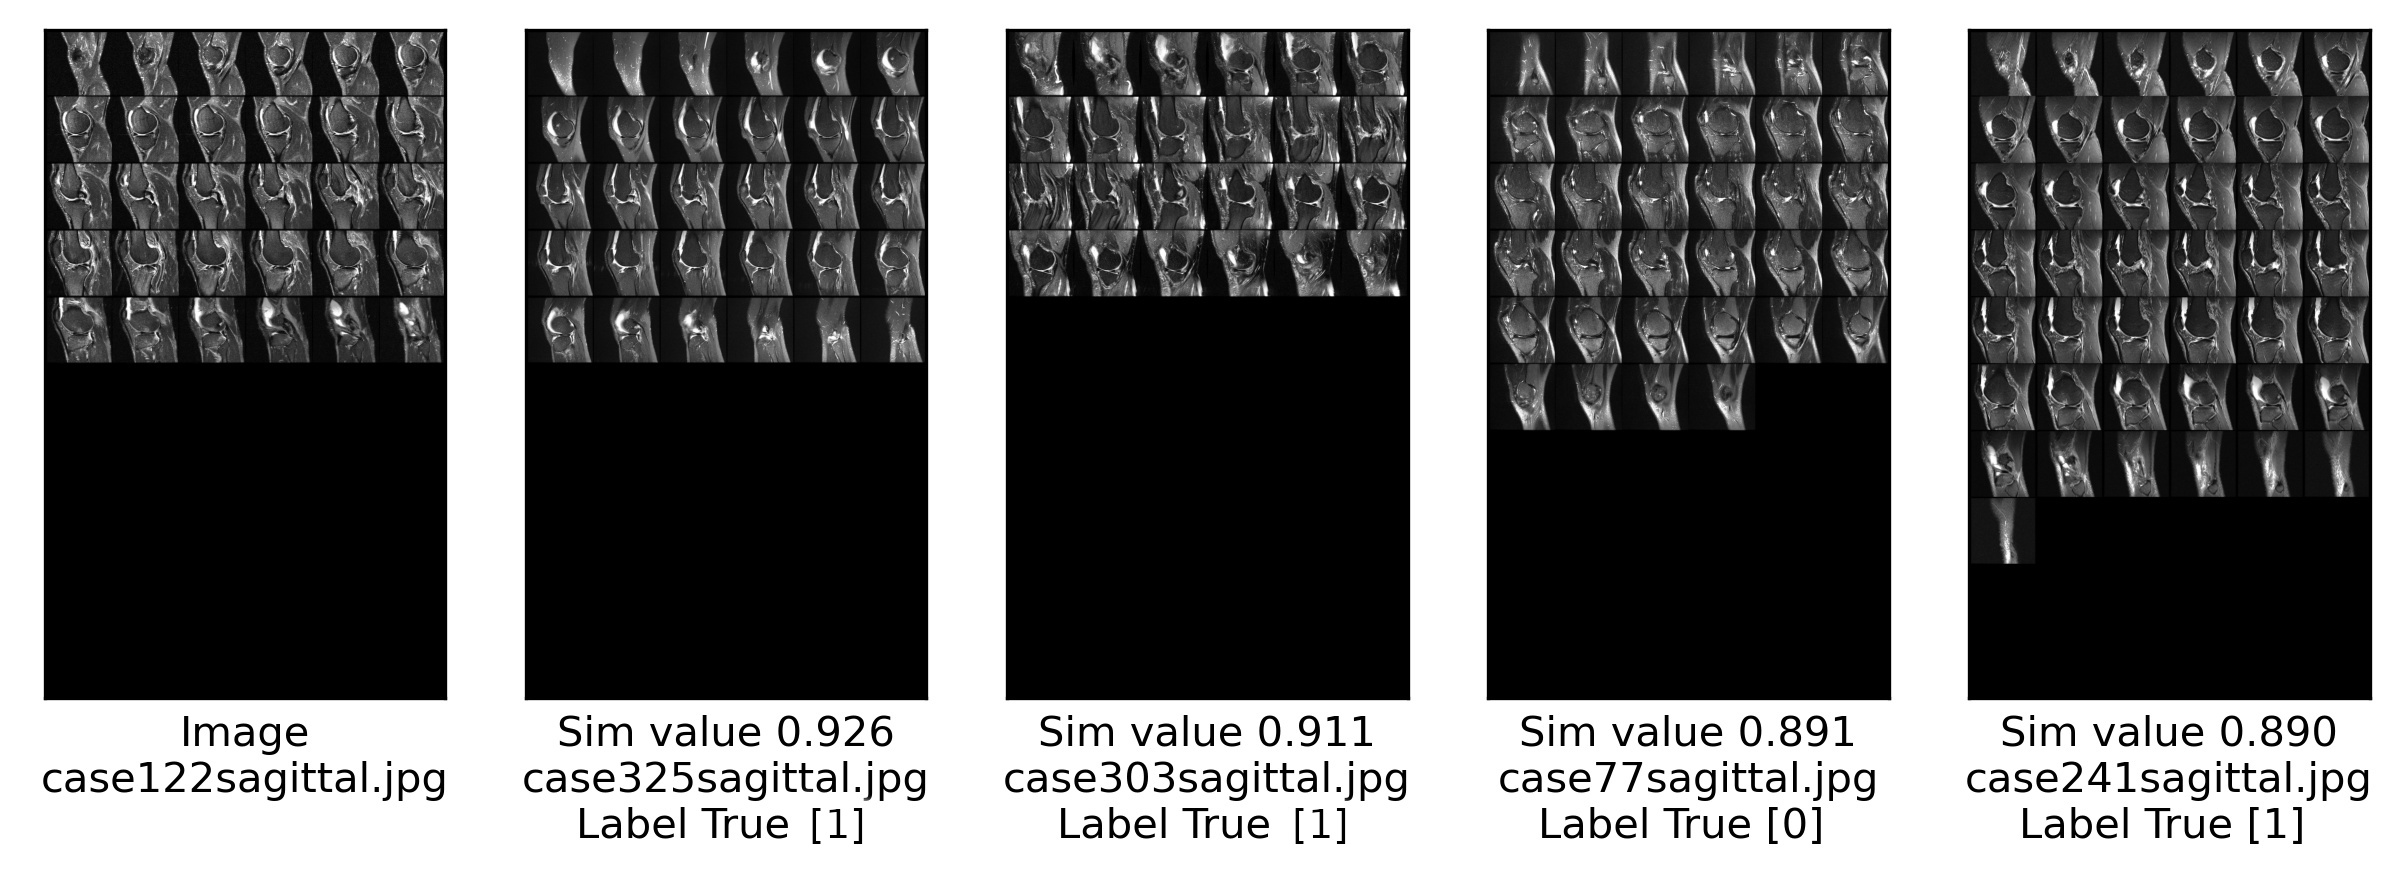 Image
case122sagittal.jpg
Sim value 0.926
case325sagittal.jpg
Label True [1]
Sim value 0.911
case303sagittal.jpg
Label True [1]
Sim value 0.891
case77sagittal.jpg
Label True [0]
Sim value 0.890
case241sagittal.jpg
Label True [1]